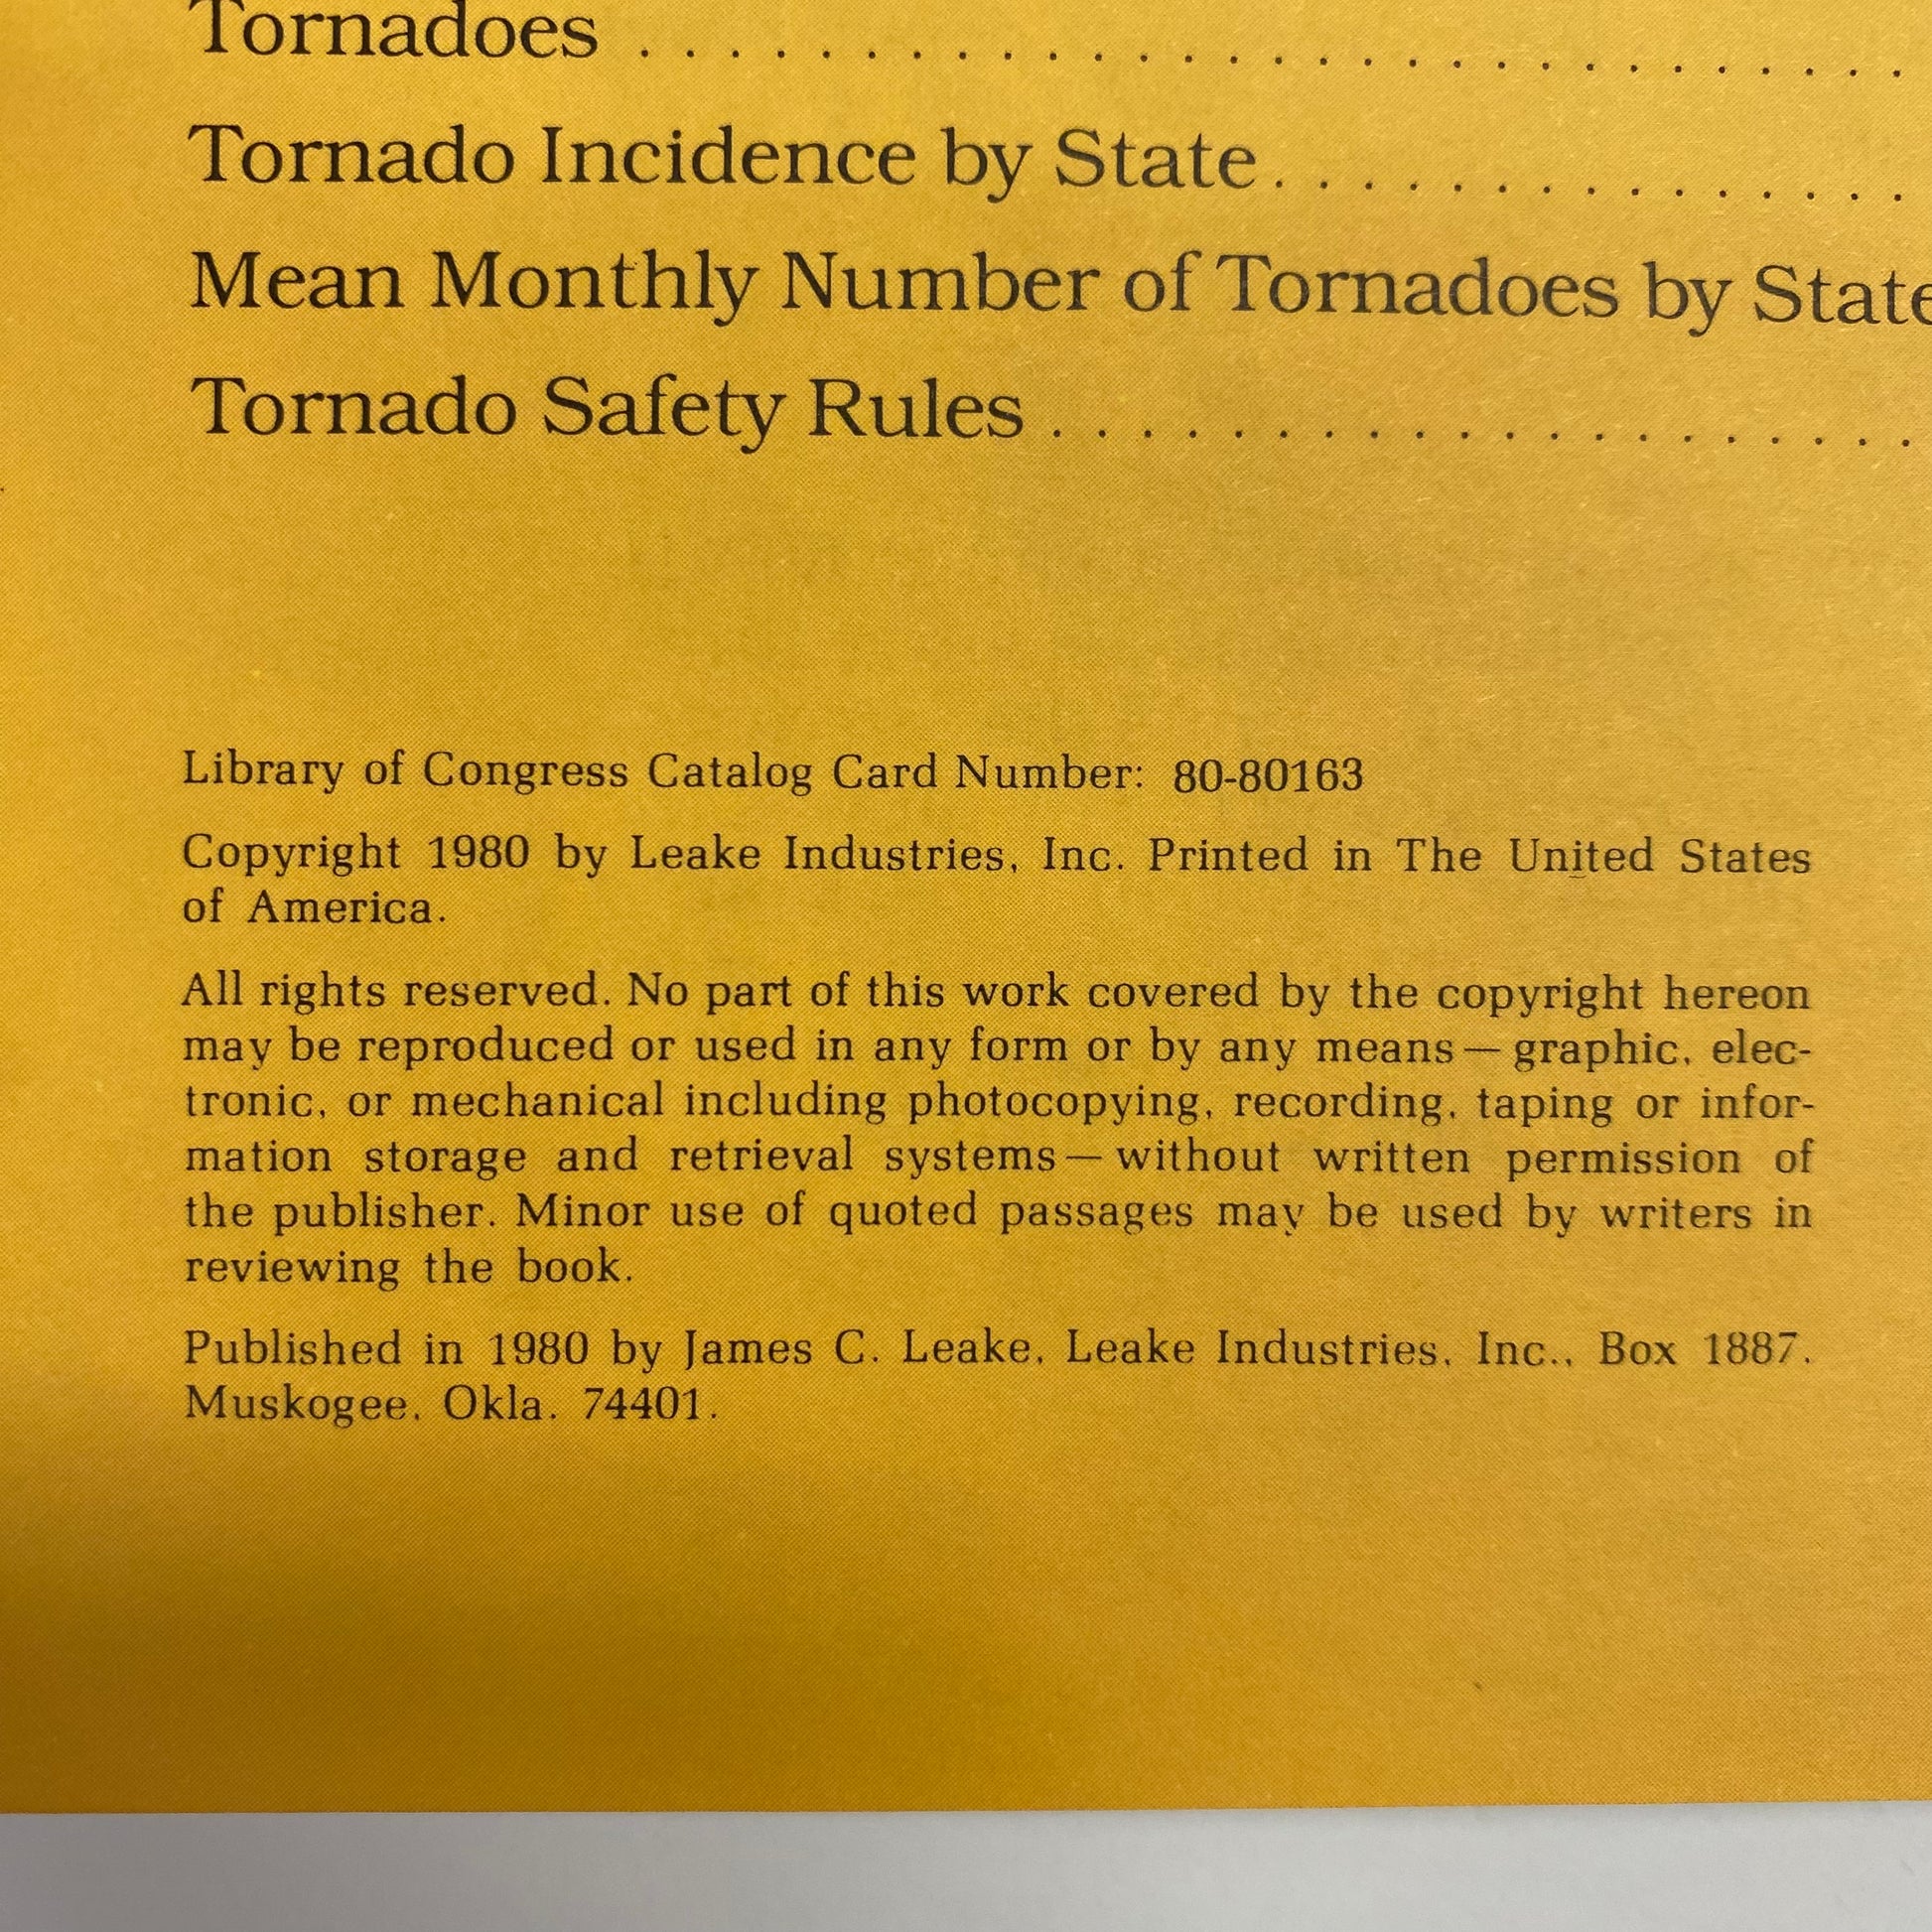 Tornadoes . . . . . . . . . . . . . . . . . . . . . . . . . . . . .
Tornado Incidence by State . . . . . . . . . . . . . . .
Mean Monthly Number of Tornadoes by State
Tornado Safety Rules . . . . . . . . . . . . . . . . . . . .
Library of Congress Catalog Card Number: 80-80163
Copyright 1980 by Leake Industries, Inc. Printed in The United States
of America.
All rights reserved. No part of this work covered by the copyright hereon
may be reproduced or used in any form or by any means—graphic, elec-
tronic, or mechanical including photocopying, recording, taping or infor-
mation storage and retrieval systems—without written permission of
the publisher. Minor use of quoted passages may be used by writers in
reviewing the book.
Published in 1980 by James C. Leake, Leake Industries, Inc., Box 1887,
Muskogee, Okla. 74401.